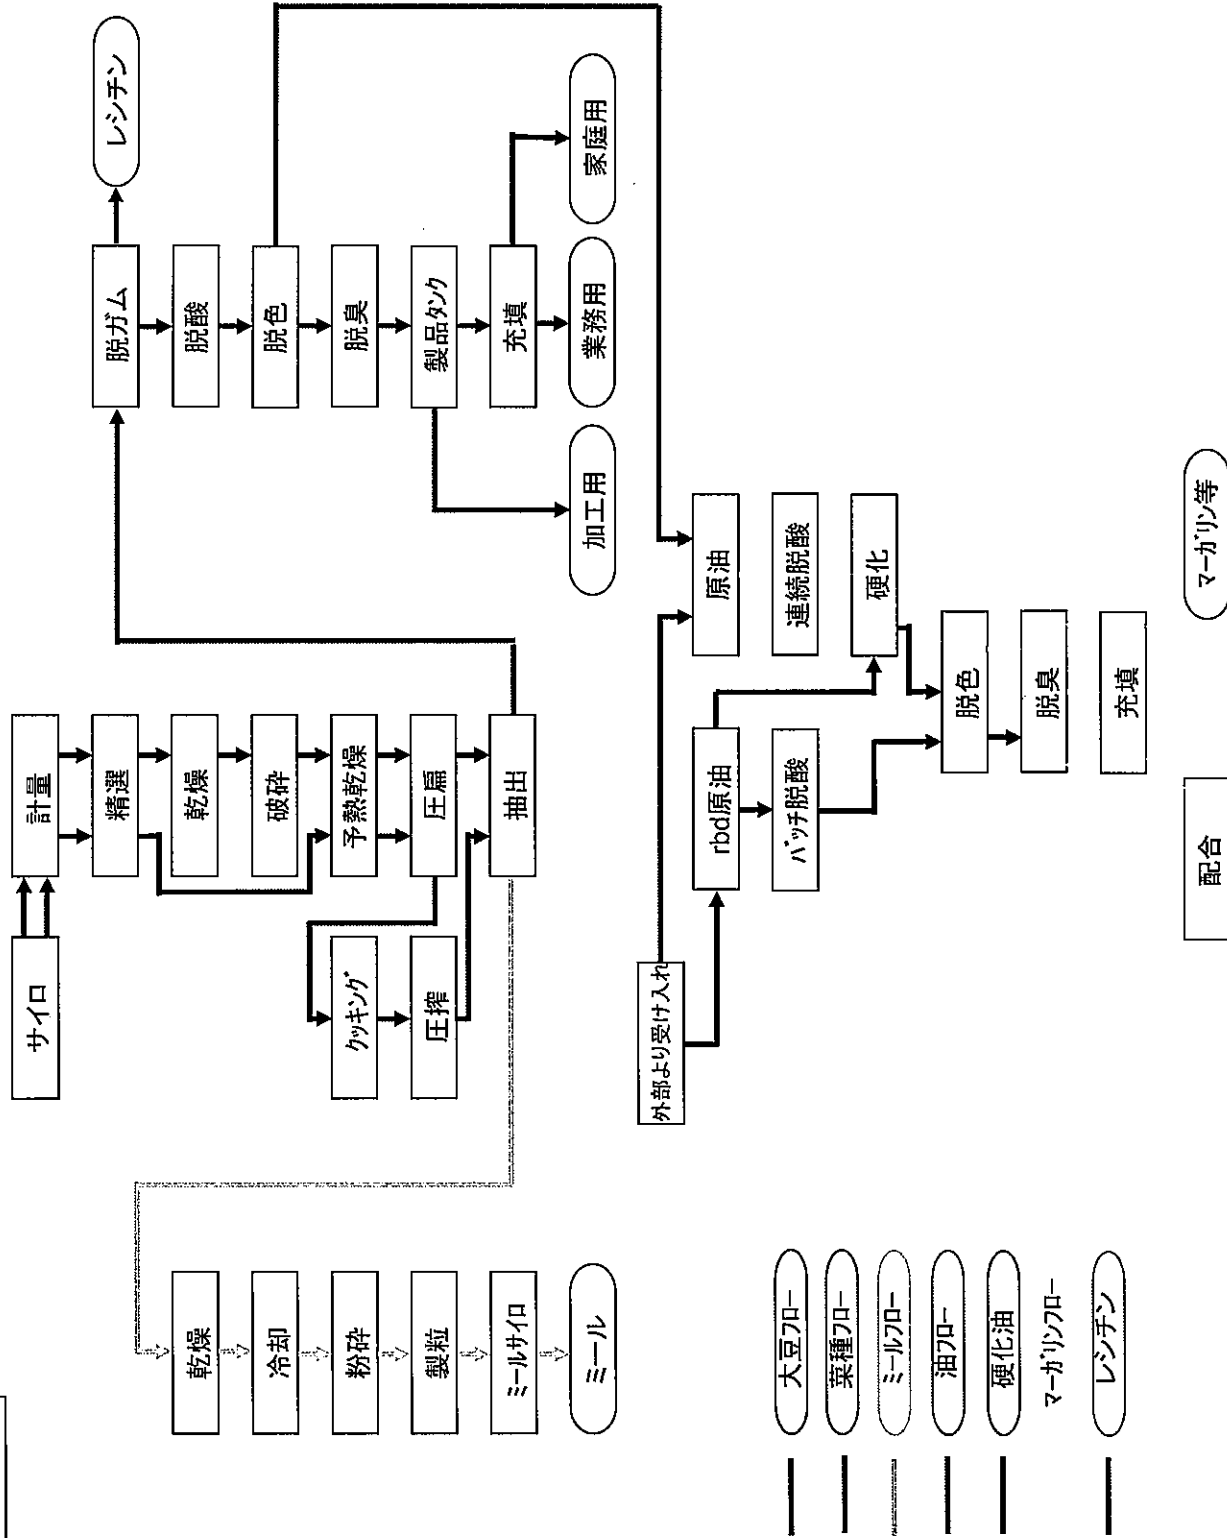 サイロ
計量
精選
乾燥
破砕
予熱乾燥
圧扁
抽出
クッキング
圧搾
脱ガム
レシチン
脱酸
脱色
脱臭
製品タンク
充填
加工用
業務用
家庭用
乾燥
冷却
粉砕
製粒
ミールサイロ
ミール
外部より受け入れ
rbd原油
原油
バッチ脱酸
連続脱酸
硬化
脱色
脱臭
充填
配合
マーガリン等
大豆フロー
菜種フロー
ミールフロー
油フロー
硬化油
マーガリンフロー
レシチン